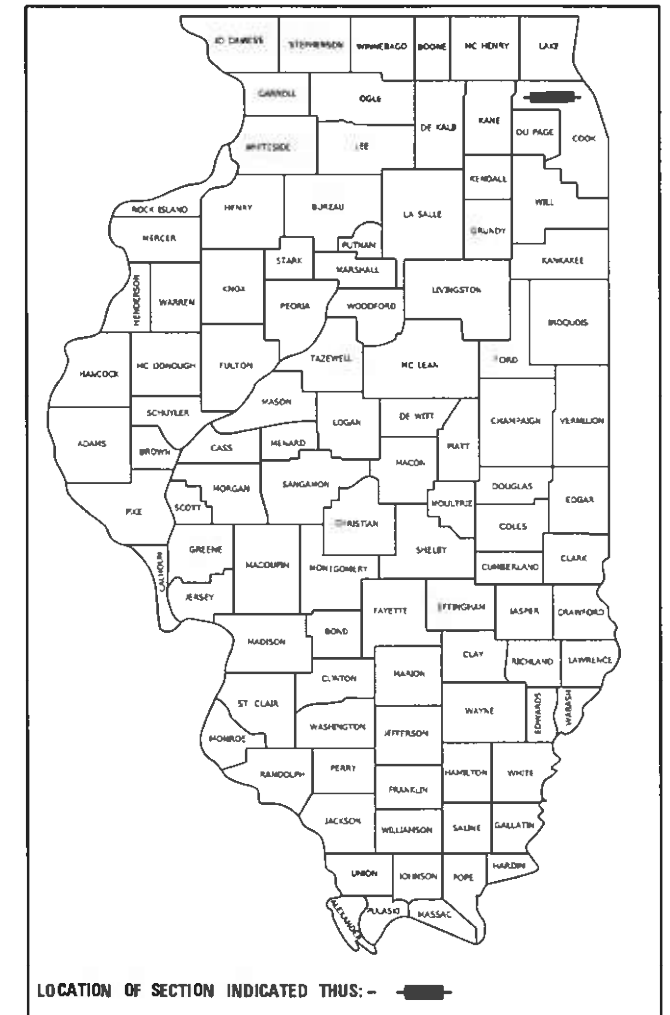 JO DAVIESS STEPHENSON WINNEBAGO BOONE MC HENRY LAKE
CARROLL OGLE
DE KALB KANE DU PAGE COOK
WHITESIDE LEE
KENDALL
ROCK ISLAND HENRY BUREAU LA SALLE GRUNDY WILL
MERCER PUTNAM
STARK MARSHALL KANKAKEE
HENDERSON WARREN KNOX PEORIA WOODFORD LIVINGSTON IROQUOIS
HANCOCK MC DONOUGH FULTON TAZEWELL MC LEAN FORD
MASON
SCHUYLER LOGAN DE WITT CHAMPAIGN VERMILION
ADAMS BROWN CASS MENARD PIATT
MACON
PIKE SCOTT MORGAN SANGAMON MOULTRIE DOUGLAS EDGAR
CHRISTIAN COLES
CALHOUN GREENE MACOUPIN MONTGOMERY SHELBY CUMBERLAND CLARK
JERSEY
FAYETTE EFFINGHAM JASPER CRAWFORD
MADISON BOND
CLAY RICHLAND LAWRENCE
CLINTON MARION
ST CLAIR WAYNE EDWARDS WABASH
MONROE WASHINGTON JEFFERSON
RANDOLPH PERRY HAMILTON WHITE
FRANKLIN
JACKSON WILLIAMSON SALINE GALLATIN
UNION JOHNSON POPE HARDIN
ALEXANDER PULASKI MASSAC
LOCATION OF SECTION INDICATED THUS: -